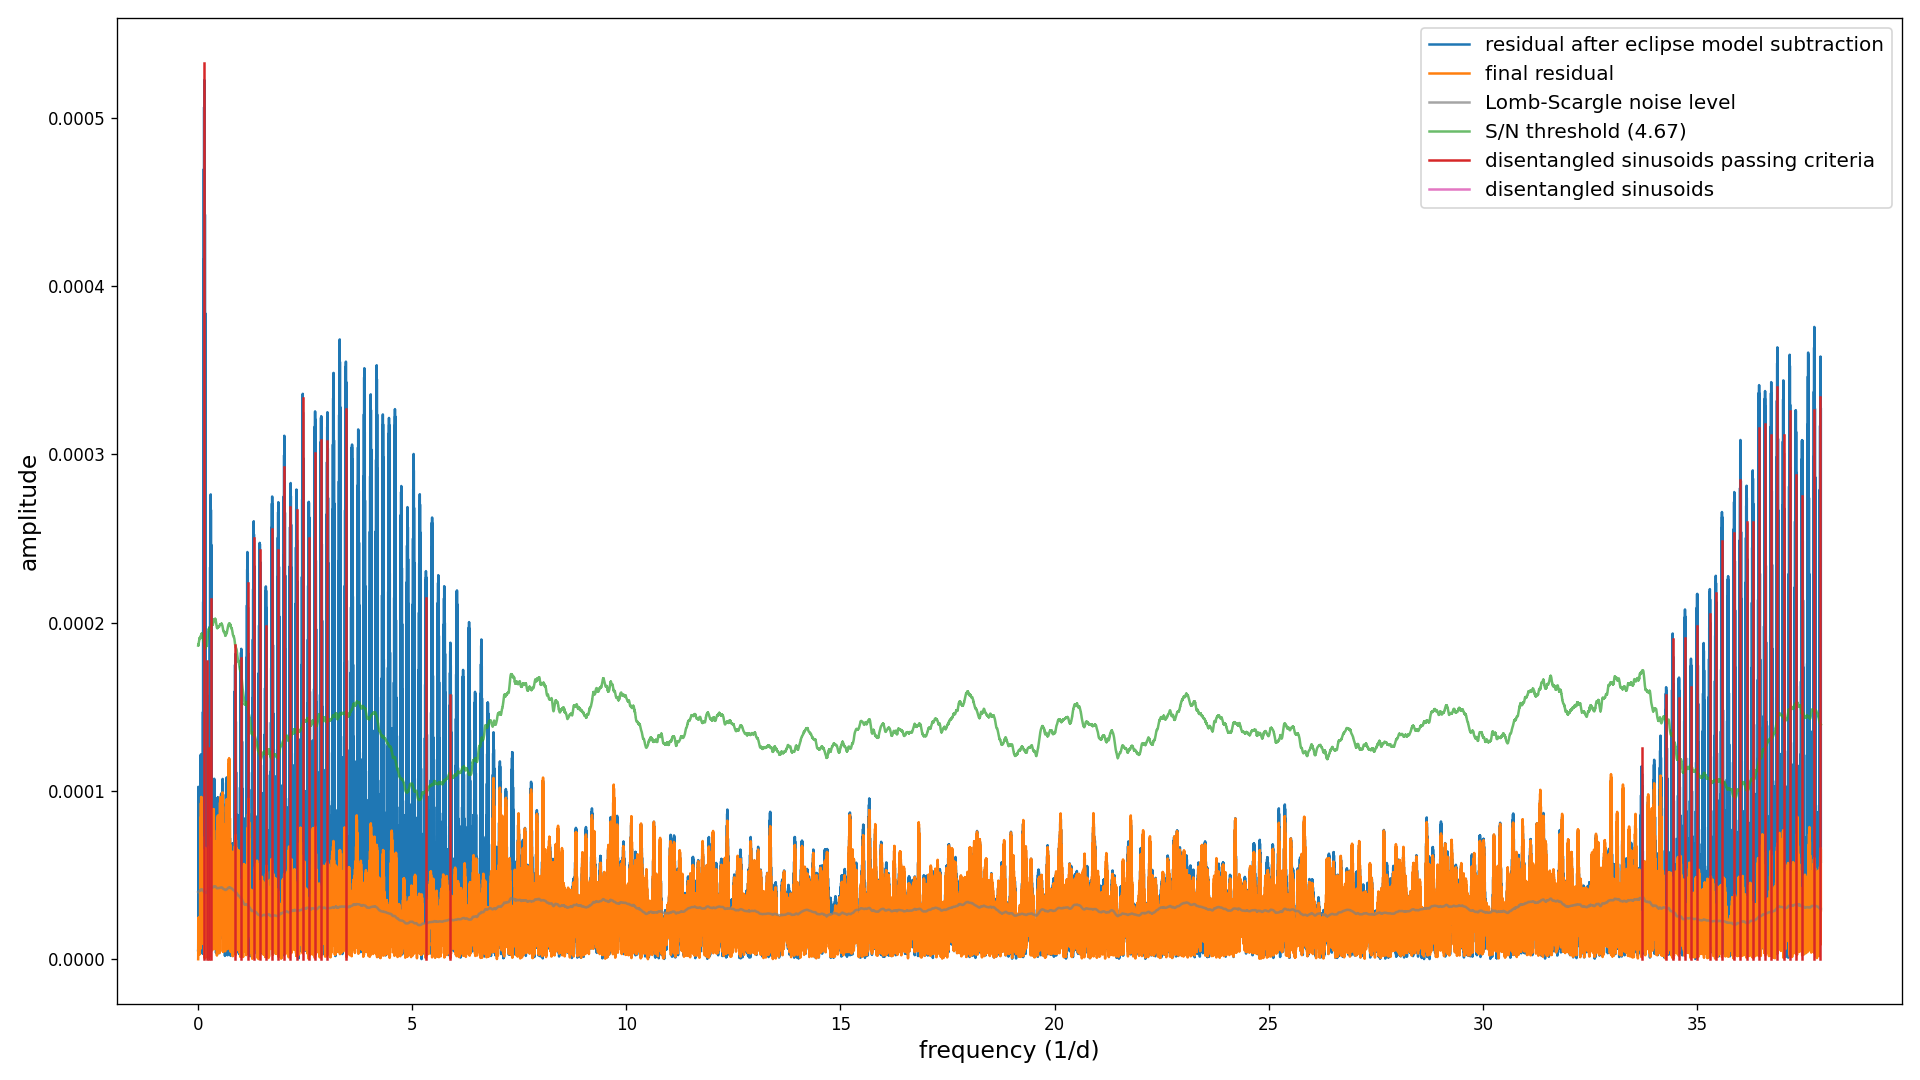 residual after eclipse model subtraction
final residual
Lomb-Scargle noise level
S/N threshold (4.67)
disentangled sinusoids passing criteria
disentangled sinusoids
0.0005
0.0004
0.0003
0.0002
0.0001
0.0000
amplitude
0 5 10 15 20 25 30 35
frequency (1/d)